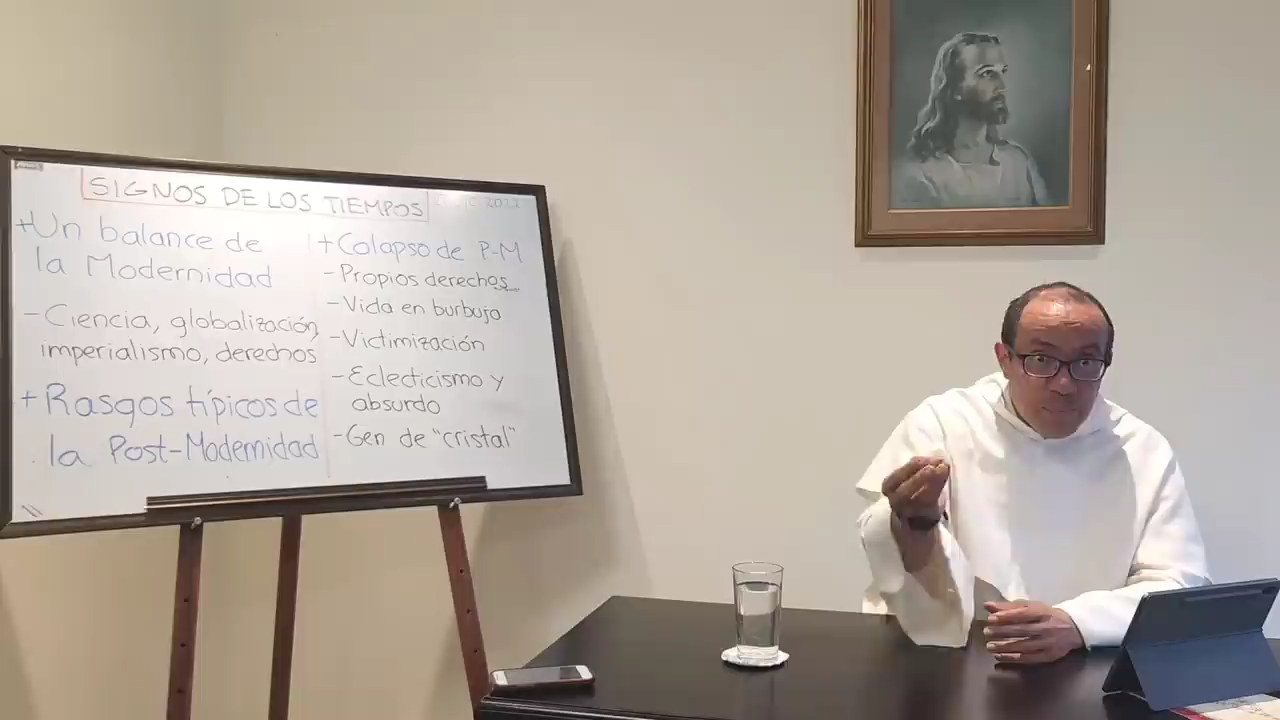 SIGNOS DE LOS TIEMPOS
2022
+Un balance de
la Modernidad
-Ciencia, globalización,
imperialismo, derechos
+Rasgos típicos de
la Post-Modernidad
+Colapso de P-M
-Propios derechos
-Vida en burbuja
-Victimización
-Eclecticismo y
absurdo
-Gen de "cristal"